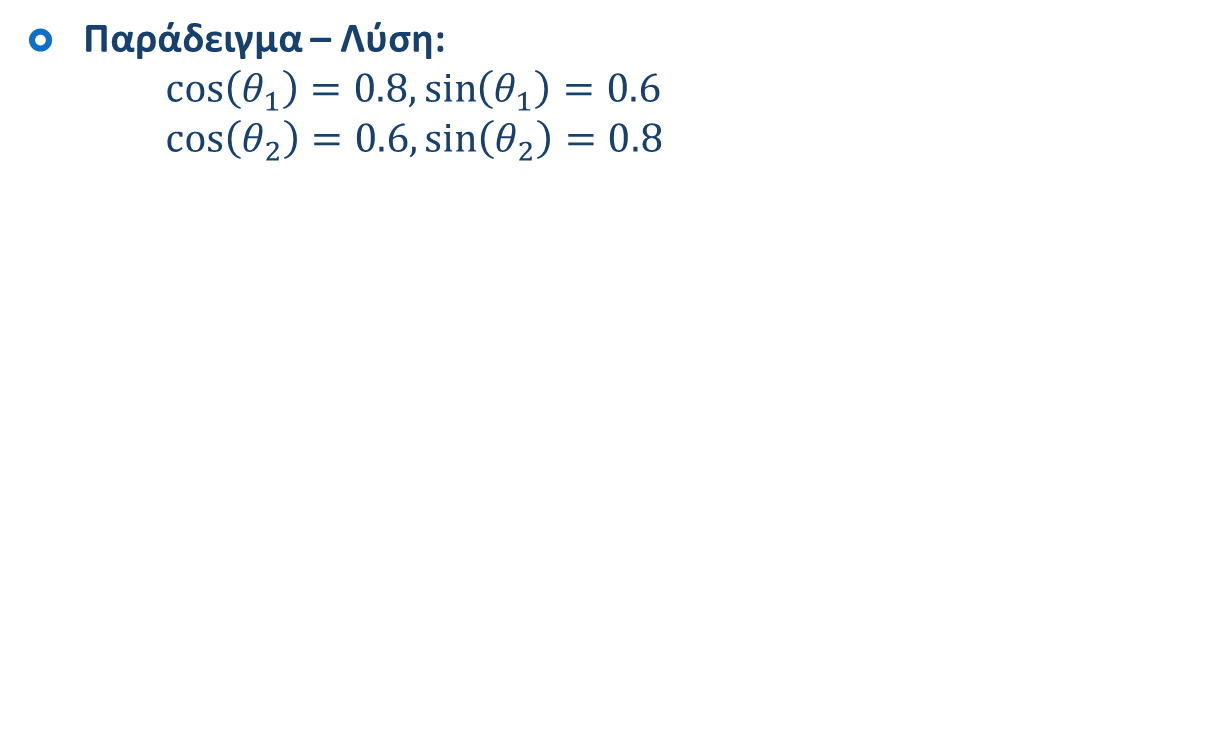 Παράδειγμα – Λύση:
cos(θ₁) = 0.8, sin(θ₁) = 0.6
cos(θ₂) = 0.6, sin(θ₂) = 0.8